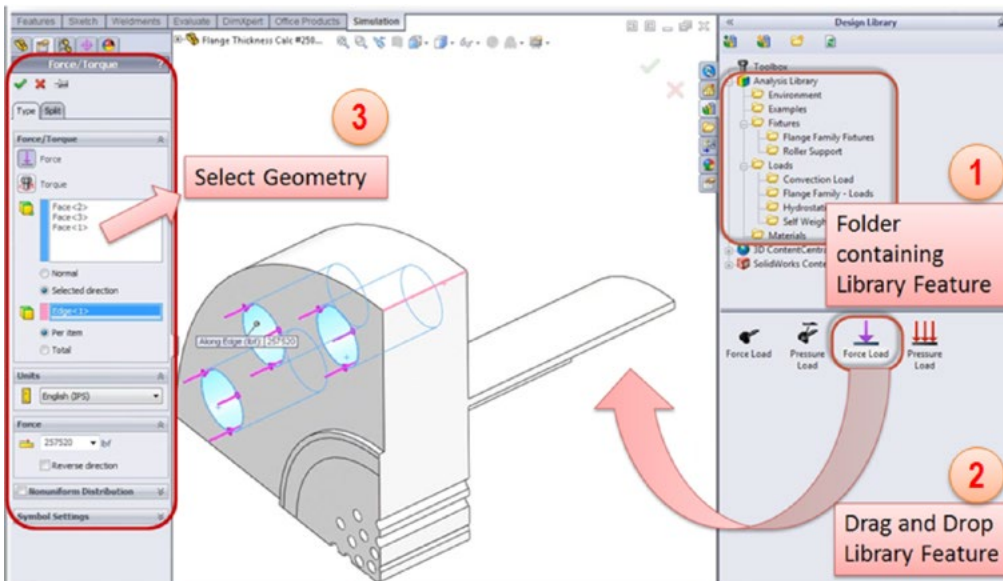 Features Sketch Weldments Evaluate DimXpert Office Products Simulation
Flange Thickness Calc #250...
Force/Torque ?
Type Split
Force/Torque
Force
Torque
Face<2>
Face<3>
Face<1>
Normal
Selected direction
Edge<1>
Per item
Total
Units
English (IPS)
Force
257520 lbf
Reverse direction
Nonuniform Distribution
Symbol Settings
3
Select Geometry
Along Edge (lbf): 257520
Design Library
Toolbox
Analysis Library
Environment
Examples
Fixtures
Flange Family Fixtures
Roller Support
Loads
Convection Load
Flange Family - Loads
Self Weigh
Materials
3D ContentCentra
SolidWorks Conte
1
Folder
containing
Library Feature
Force Load
Pressure
Load
Force Load
Pressure
Load
2
Drag and Drop
Library Feature